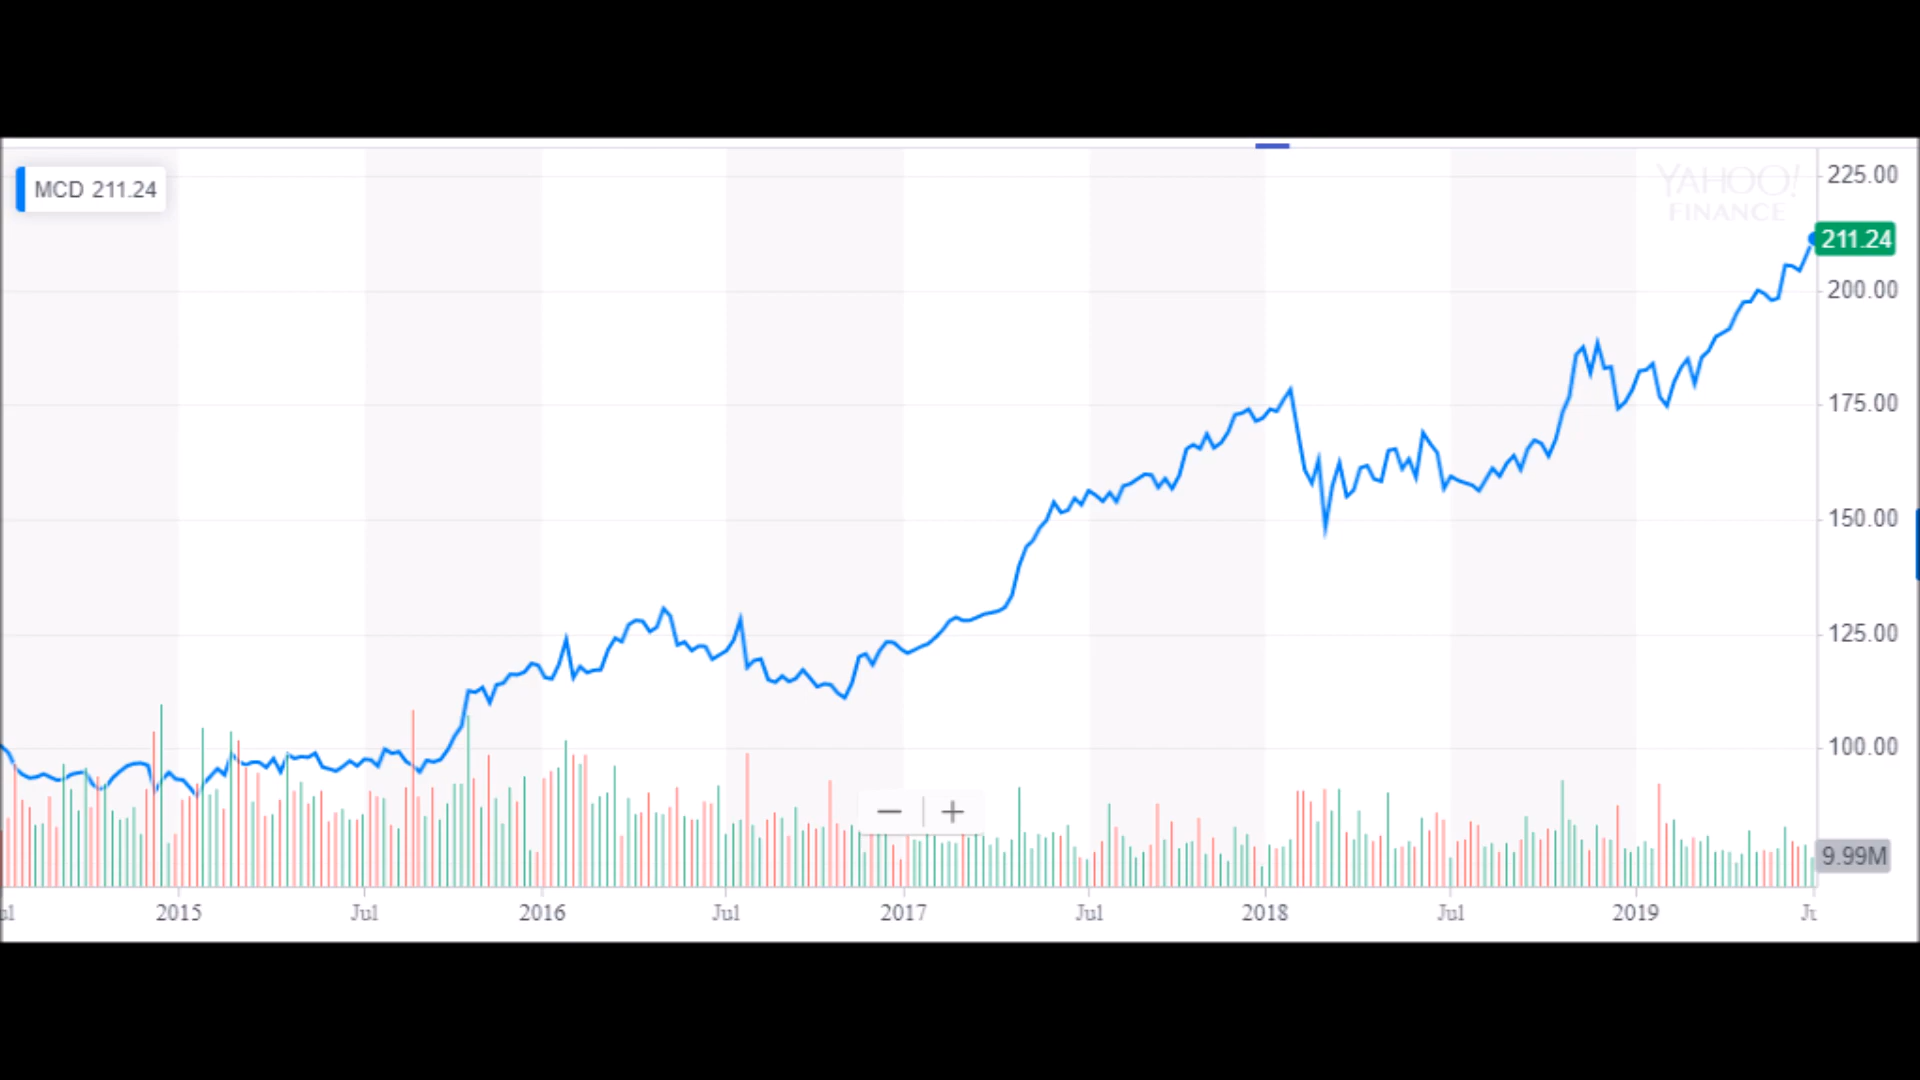 MCD 211.24
YAHOO!
FINANCE
225.00
211.24
200.00
175.00
150.00
125.00
100.00
9.99M
2015 Jul 2016 Jul 2017 Jul 2018 Jul 2019